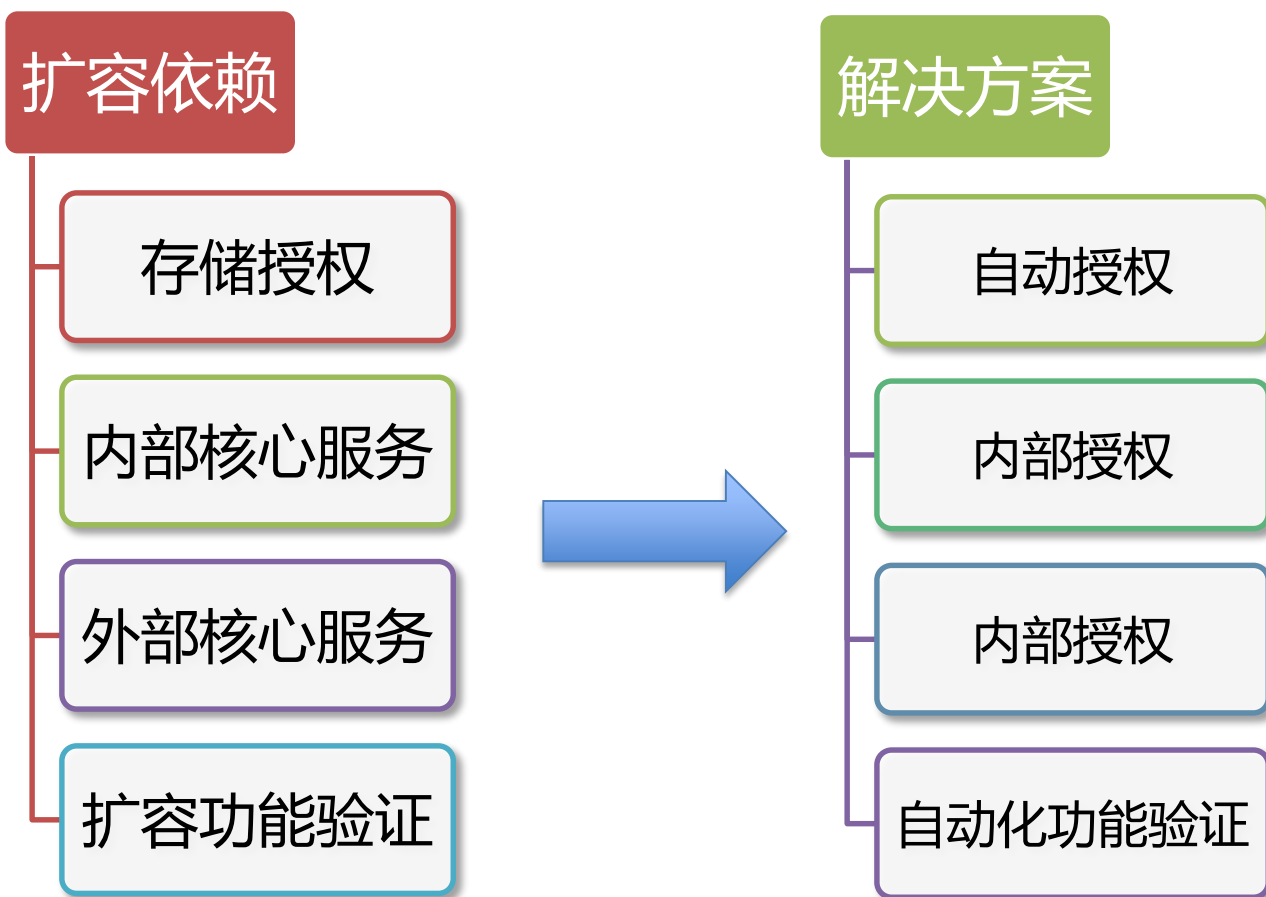 扩容依赖
存储授权
内部核心服务
外部核心服务
扩容功能验证
解决方案
自动授权
内部授权
内部授权
自动化功能验证